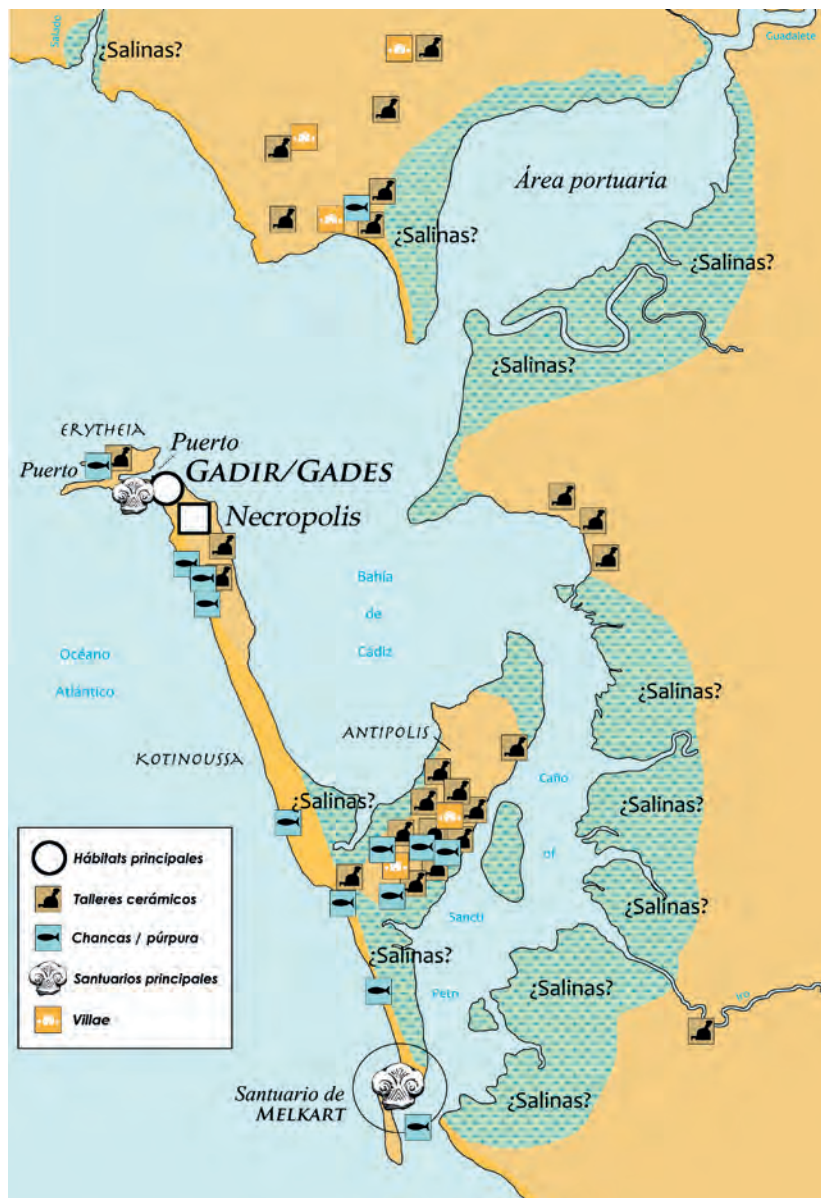 Salado
¿Salinas?
Guadalete
Área portuaria
¿Salinas?
¿Salinas?
¿Salinas?
ERYTHEIA
Puerto
Puerto
GADIR/GADES
Necropolis
Bahía
de
Cádiz
Océano
Atlántico
¿Salinas?
ANTIPOLIS
KOTINOUSSA
Caño
of
Sancti
Petri
¿Salinas?
¿Salinas?
¿Salinas?
¿Salinas?
¿Salinas?
Iro
¿Salinas?
Santuario de
MELKART
Hábitats principales
Talleres cerámicos
Chancas / púrpura
Santuarios principales
Villae